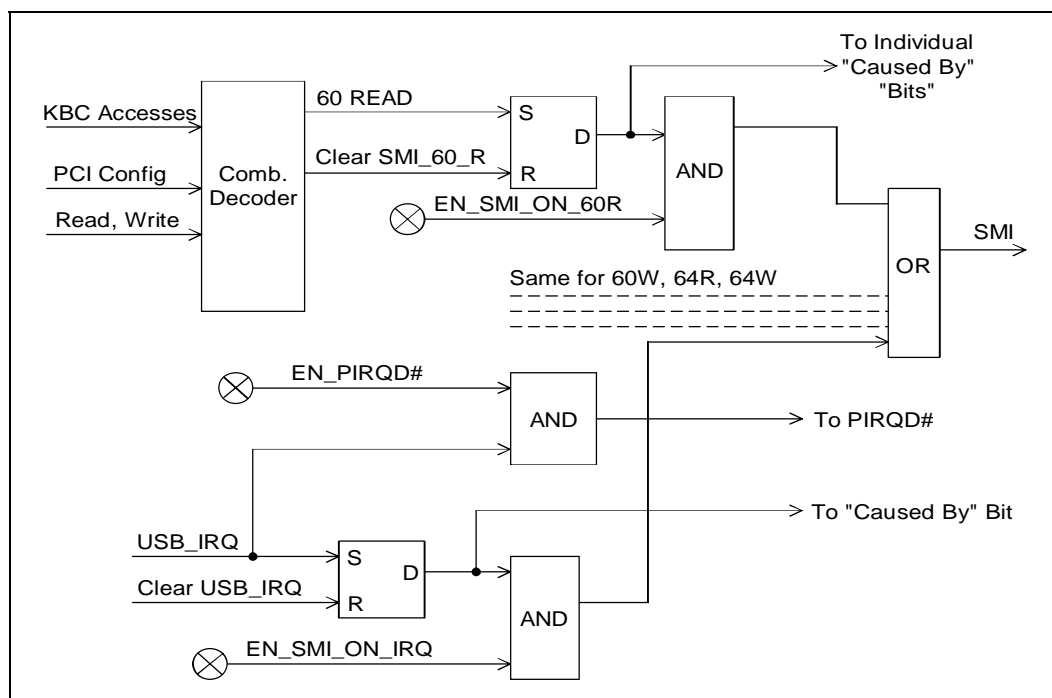 To Individual
"Caused By"
"Bits"
KBC Accesses
PCI Config
Read, Write
Comb.
Decoder
60 READ
Clear SMI_60_R
S
R
D
EN_SMI_ON_60R
AND
OR
SMI
Same for 60W, 64R, 64W
EN_PIRQD#
AND
To PIRQD#
USB_IRQ
Clear USB_IRQ
S
R
D
To "Caused By" Bit
AND
EN_SMI_ON_IRQ